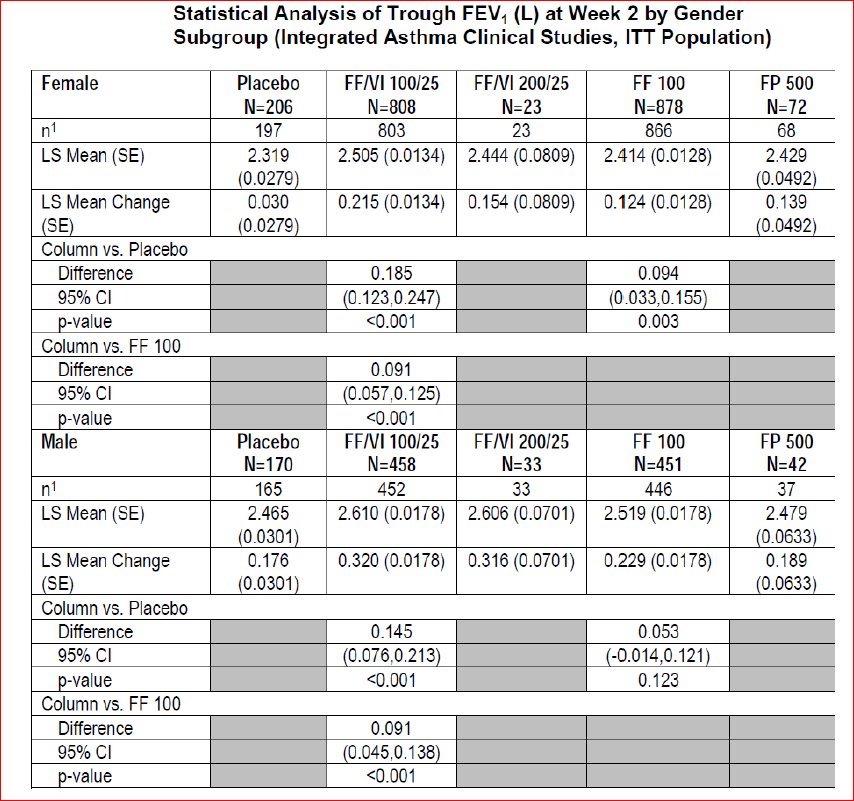 Statistical Analysis of Trough FEV₁ (L) at Week 2 by Gender
Subgroup (Integrated Asthma Clinical Studies, ITT Population)
Female Placebo FF/VI 100/25 FF/VI 200/25 FF 100 FP 500
N=206 N=808 N=23 N=878 N=72
n¹ 197 803 23 866 68
LS Mean (SE) 2.319 2.505 (0.0134) 2.444 (0.0809) 2.414 (0.0128) 2.429
(0.0279) (0.0492)
LS Mean Change 0.030 0.215 (0.0134) 0.154 (0.0809) 0.124 (0.0128) 0.139
(SE) (0.0279) (0.0492)
Column vs. Placebo
Difference 0.185 0.094
95% CI (0.123,0.247) (0.033,0.155)
p-value <0.001 0.003
Column vs. FF 100
Difference 0.091
95% CI (0.057,0.125)
p-value <0.001
Male Placebo FF/VI 100/25 FF/VI 200/25 FF 100 FP 500
N=170 N=458 N=33 N=451 N=42
n¹ 165 452 33 446 37
LS Mean (SE) 2.465 2.610 (0.0178) 2.606 (0.0701) 2.519 (0.0178) 2.479
(0.0301) (0.0633)
LS Mean Change 0.176 0.320 (0.0178) 0.316 (0.0701) 0.229 (0.0178) 0.189
(SE) (0.0301) (0.0633)
Column vs. Placebo
Difference 0.145 0.053
95% CI (0.076,0.213) (-0.014,0.121)
p-value <0.001 0.123
Column vs. FF 100
Difference 0.091
95% CI (0.045,0.138)
p-value <0.001